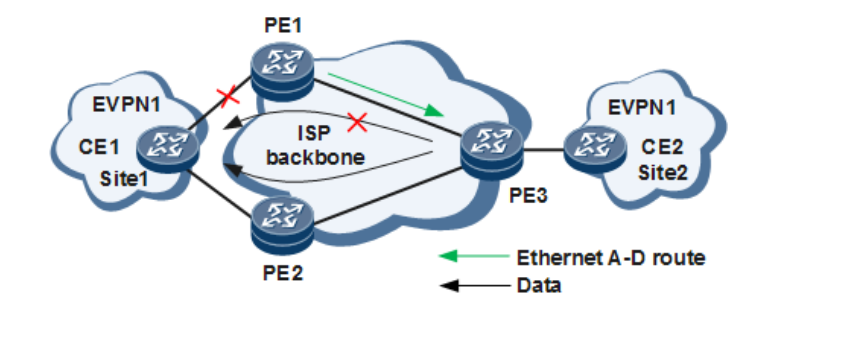 PE1
EVPN1
CE1
Site1
ISP
backbone
EVPN1
CE2
Site2
PE3
PE2
Ethernet A-D route
Data